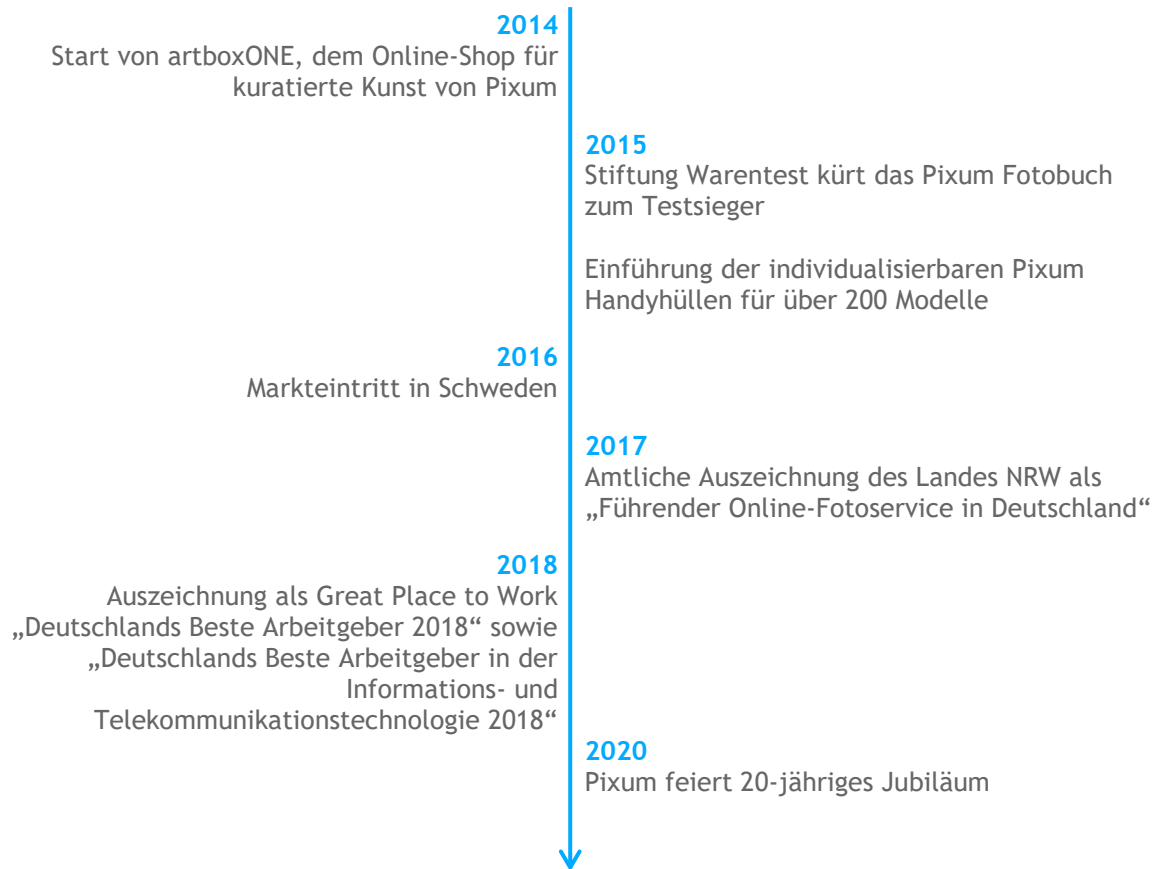 2014
Start von artboxONE, dem Online-Shop für
kuratierte Kunst von Pixum
2015
Stiftung Warentest kürt das Pixum Fotobuch
zum Testsieger
Einführung der individualisierbaren Pixum
Handyhüllen für über 200 Modelle
2016
Markteintritt in Schweden
2017
Amtliche Auszeichnung des Landes NRW als
„Führender Online-Fotoservice in Deutschland“
2018
Auszeichnung als Great Place to Work
„Deutschlands Beste Arbeitgeber 2018“ sowie
„Deutschlands Beste Arbeitgeber in der
Informations- und
Telekommunikationstechnologie 2018“
2020
Pixum feiert 20-jähriges Jubiläum